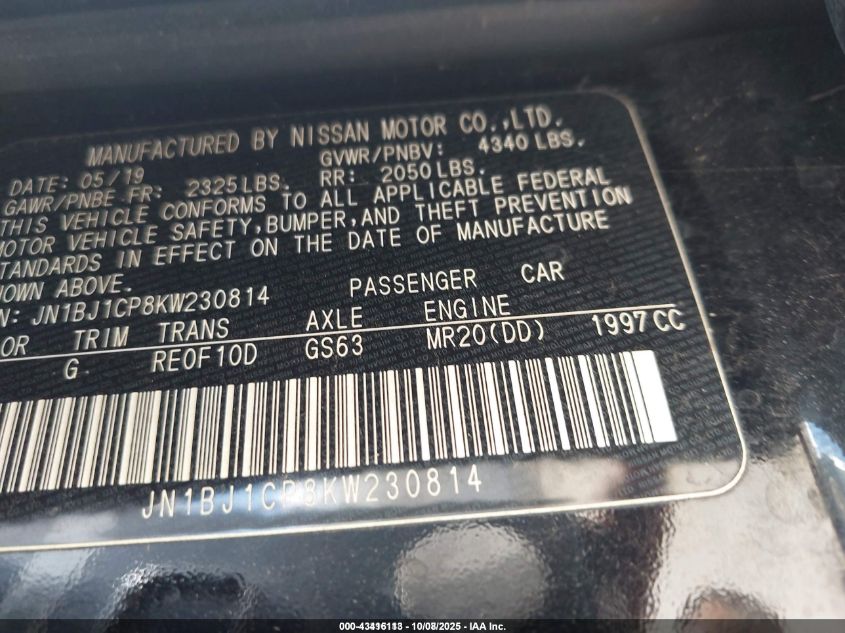 MANUFACTURED BY NISSAN MOTOR CO.,LTD.
DATE: 05/19 GVWR/PNBV: 4340 LBS.
GAWR/PNBE FR: 2325 LBS. RR: 2050 LBS.
THIS VEHICLE CONFORMS TO ALL APPLICABLE FEDERAL
MOTOR VEHICLE SAFETY, BUMPER, AND THEFT PREVENTION
STANDARDS IN EFFECT ON THE DATE OF MANUFACTURE
HOWN ABOVE.
N: JN1BJ1CP8KW230814 PASSENGER CAR
OR TRIM TRANS AXLE ENGINE
G RE0F10D GS63 MR20(DD) 1997CC
JN1BJ1CP8KW230814
10/08/2025 - IAA Inc.